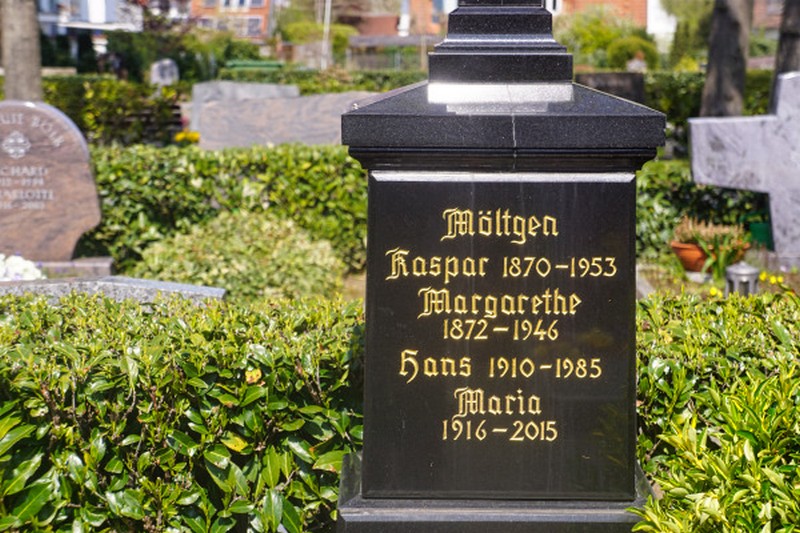 Möltgen
Kaspar 1870–1953
Margarethe
1872–1946
Hans 1910–1985
Maria
1916–2015